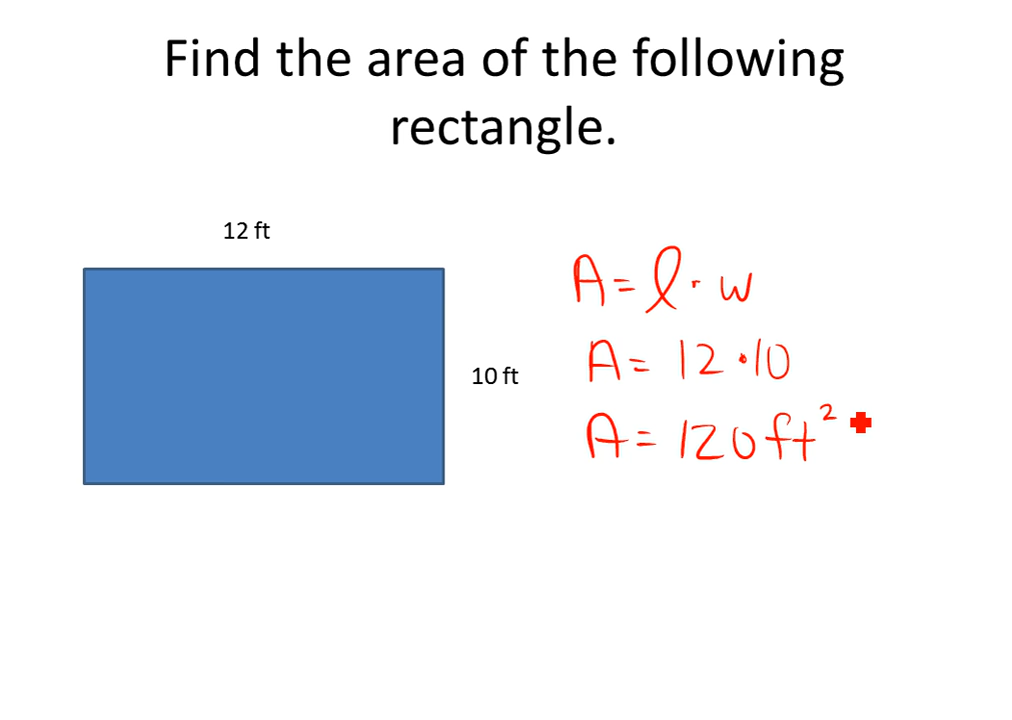 Find the area of the following
rectangle.
12 ft
10 ft
A = l · w
A = 12 · 10
A = 120 ft²